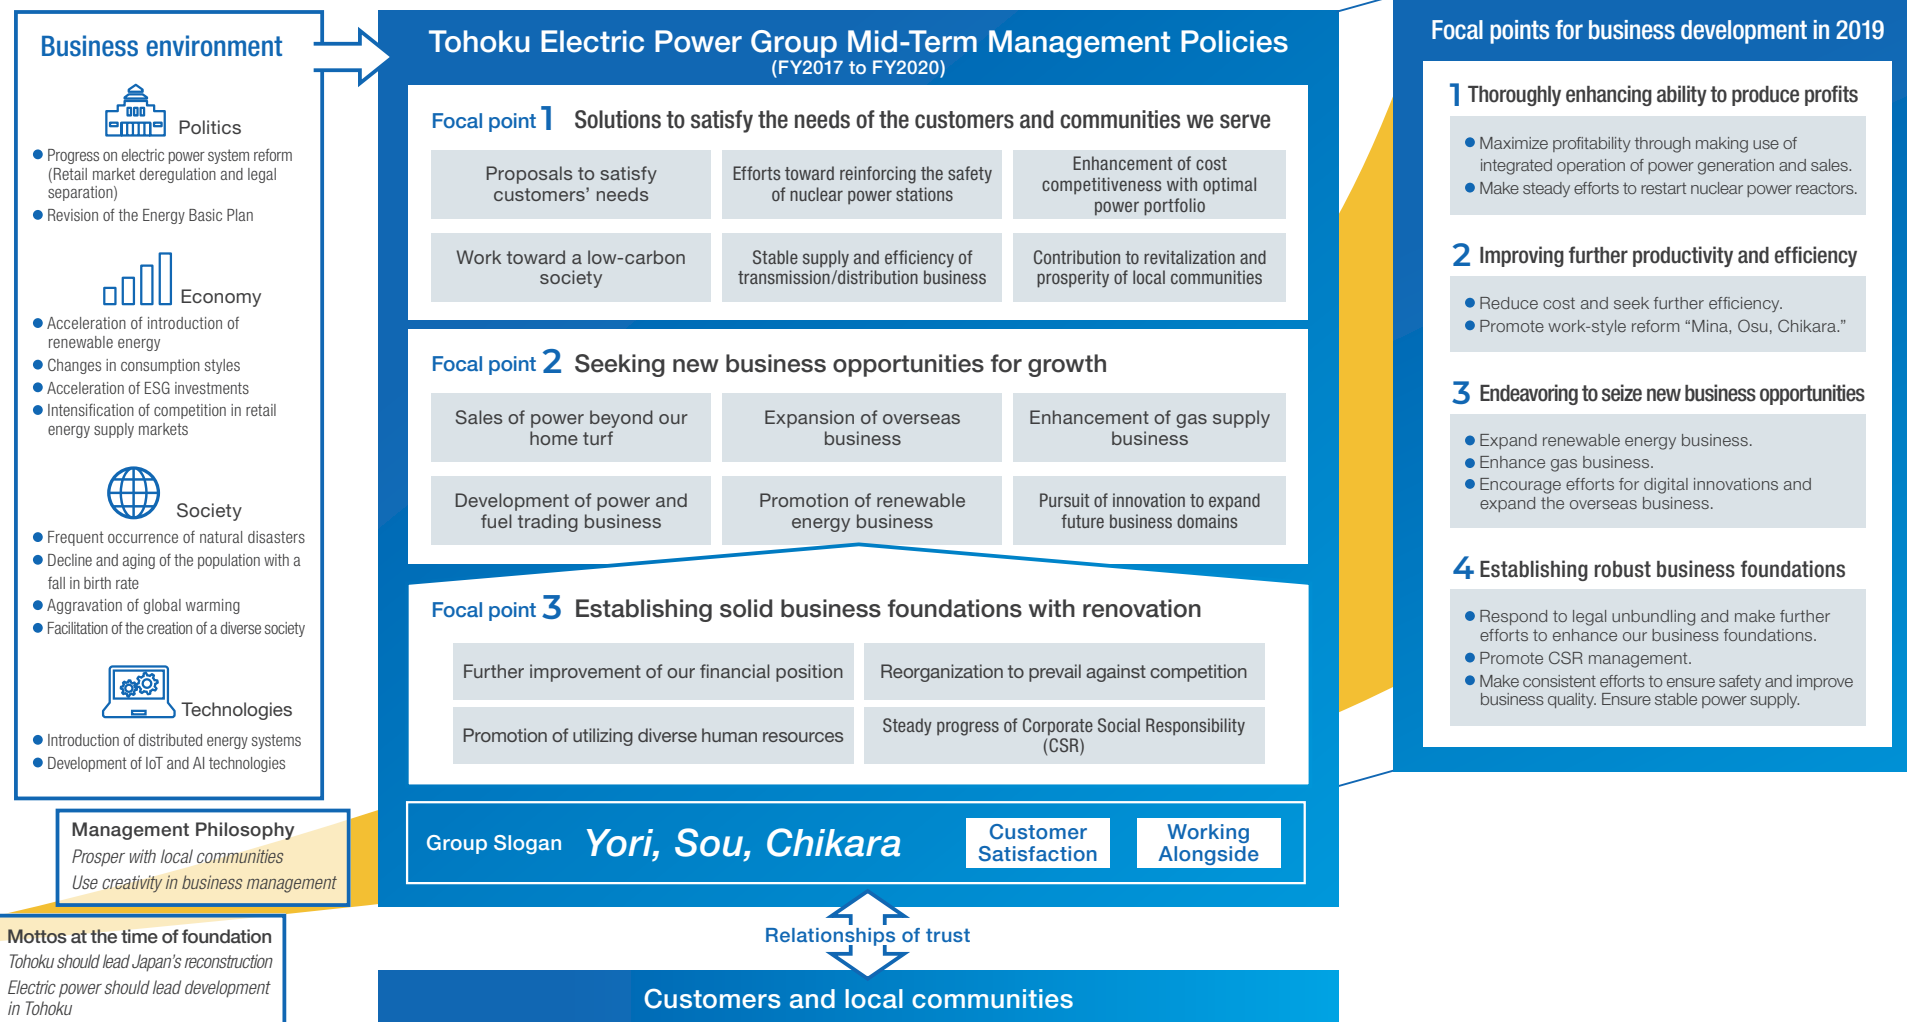 Business environment
Politics
Progress on electric power system reform
(Retail market deregulation and legal
separation)
Revision of the Energy Basic Plan
Economy
Acceleration of introduction of
renewable energy
Changes in consumption styles
Acceleration of ESG investments
Intensification of competition in retail
energy supply markets
Society
Frequent occurrence of natural disasters
Decline and aging of the population with a
fall in birth rate
Aggravation of global warming
Facilitation of the creation of a diverse society
Technologies
Introduction of distributed energy systems
Development of IoT and AI technologies
Management Philosophy
Prosper with local communities
Use creativity in business management
Mottos at the time of foundation
Tohoku should lead Japan's reconstruction
Electric power should lead development
in Tohoku
Tohoku Electric Power Group Mid-Term Management Policies
(FY2017 to FY2020)
Focal point 1 Solutions to satisfy the needs of the customers and communities we serve
Proposals to satisfy
customers' needs
Efforts toward reinforcing the safety
of nuclear power stations
Enhancement of cost
competitiveness with optimal
power portfolio
Work toward a low-carbon
society
Stable supply and efficiency of
transmission/distribution business
Contribution to revitalization and
prosperity of local communities
Focal point 2 Seeking new business opportunities for growth
Sales of power beyond our
home turf
Expansion of overseas
business
Enhancement of gas supply
business
Development of power and
fuel trading business
Promotion of renewable
energy business
Pursuit of innovation to expand
future business domains
Focal point 3 Establishing solid business foundations with renovation
Further improvement of our financial position
Reorganization to prevail against competition
Promotion of utilizing diverse human resources
Steady progress of Corporate Social Responsibility
(CSR)
Group Slogan Yori, Sou, Chikara
Customer
Satisfaction
Working
Alongside
Relationships of trust
Customers and local communities
Focal points for business development in 2019
1 Thoroughly enhancing ability to produce profits
Maximize profitability through making use of
integrated operation of power generation and sales.
Make steady efforts to restart nuclear power reactors.
2 Improving further productivity and efficiency
Reduce cost and seek further efficiency.
Promote work-style reform “Mina, Osu, Chikara.”
3 Endeavoring to seize new business opportunities
Expand renewable energy business.
Enhance gas business.
Encourage efforts for digital innovations and
expand the overseas business.
4 Establishing robust business foundations
Respond to legal unbundling and make further
efforts to enhance our business foundations.
Promote CSR management.
Make consistent efforts to ensure safety and improve
business quality. Ensure stable power supply.